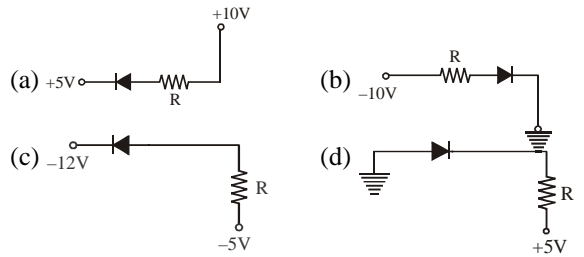 +10V
(a) +5V R
(b) R –10V
(c) –12V R –5V
(d) R +5V